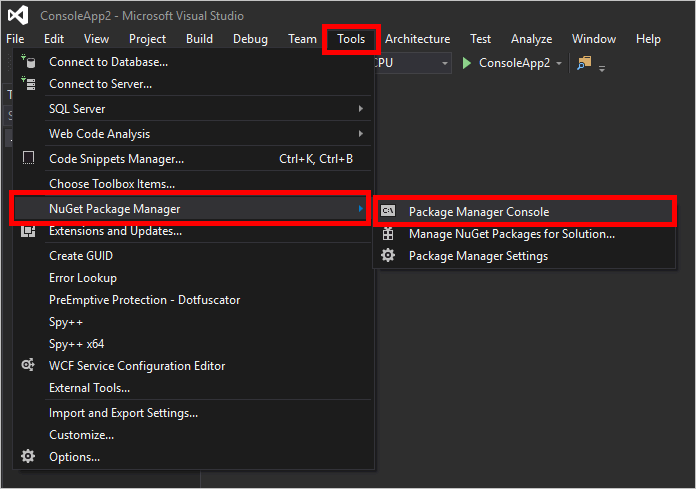 ConsoleApp2 - Microsoft Visual Studio
File Edit View Project Build Debug Team Tools Architecture Test Analyze Window Help
CPU ConsoleApp2
Connect to Database...
Connect to Server...
SQL Server
Web Code Analysis
Code Snippets Manager... Ctrl+K, Ctrl+B
Choose Toolbox Items...
NuGet Package Manager
Package Manager Console
Manage NuGet Packages for Solution...
Package Manager Settings
Extensions and Updates...
Create GUID
Error Lookup
PreEmptive Protection - Dotfuscator
Spy++
Spy++ x64
WCF Service Configuration Editor
External Tools...
Import and Export Settings...
Customize...
Options...